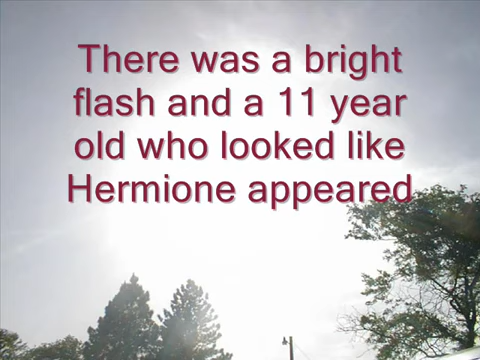 There was a bright
flash and a 11 year
old who looked like
Hermione appeared